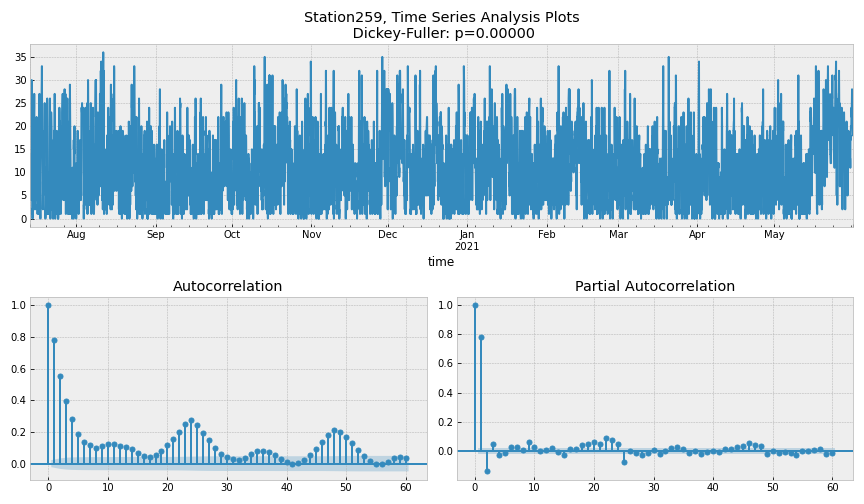 Station259, Time Series Analysis Plots
Dickey-Fuller: p=0.00000
35
30
25
20
15
10
5
0
Aug Sep Oct Nov Dec Jan Feb Mar Apr May
2021
time
Autocorrelation
1.0
0.8
0.6
0.4
0.2
0.0
0 10 20 30 40 50 60
Partial Autocorrelation
1.0
0.8
0.6
0.4
0.2
0.0
0 10 20 30 40 50 60